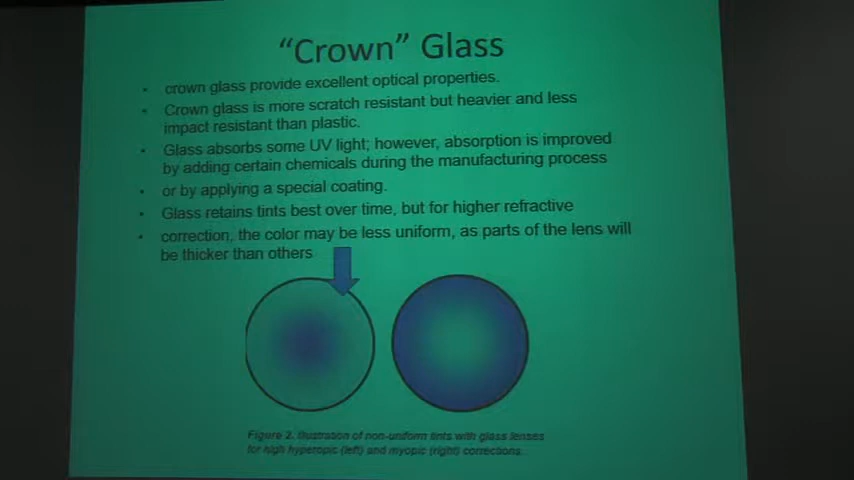 “Crown” Glass
• crown glass provide excellent optical properties.
• Crown glass is more scratch resistant but heavier and less
impact resistant than plastic.
• Glass absorbs some UV light; however, absorption is improved
by adding certain chemicals during the manufacturing process
• or by applying a special coating.
• Glass retains tints best over time, but for higher refractive
• correction, the color may be less uniform, as parts of the lens will
be thicker than others
Figure 2. Illustration of non-uniform tints with glass lenses
for high hyperopic (left) and myopic (right) corrections.